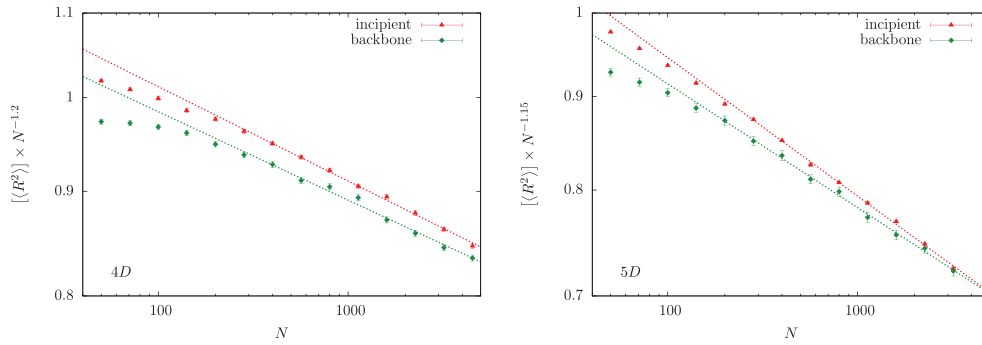 1.1
1
0.9
0.8
[⟨R²⟩] × N^{-1.2}
incipient
backbone
4D
100
1000
N
1
0.9
0.8
0.7
[⟨R²⟩] × N^{-1.15}
incipient
backbone
5D
100
1000
N